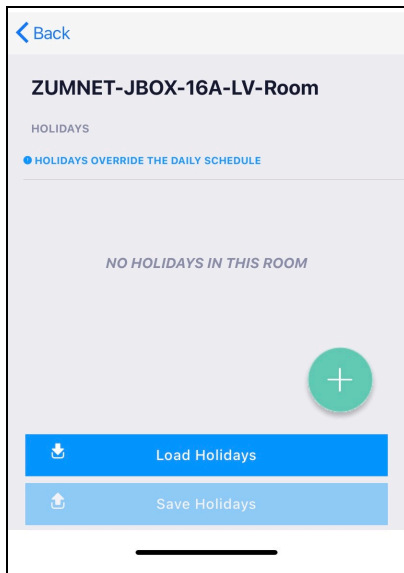 Back
ZUMNET-JBOX-16A-LV-Room
HOLIDAYS
HOLIDAYS OVERRIDE THE DAILY SCHEDULE
NO HOLIDAYS IN THIS ROOM
Load Holidays
Save Holidays